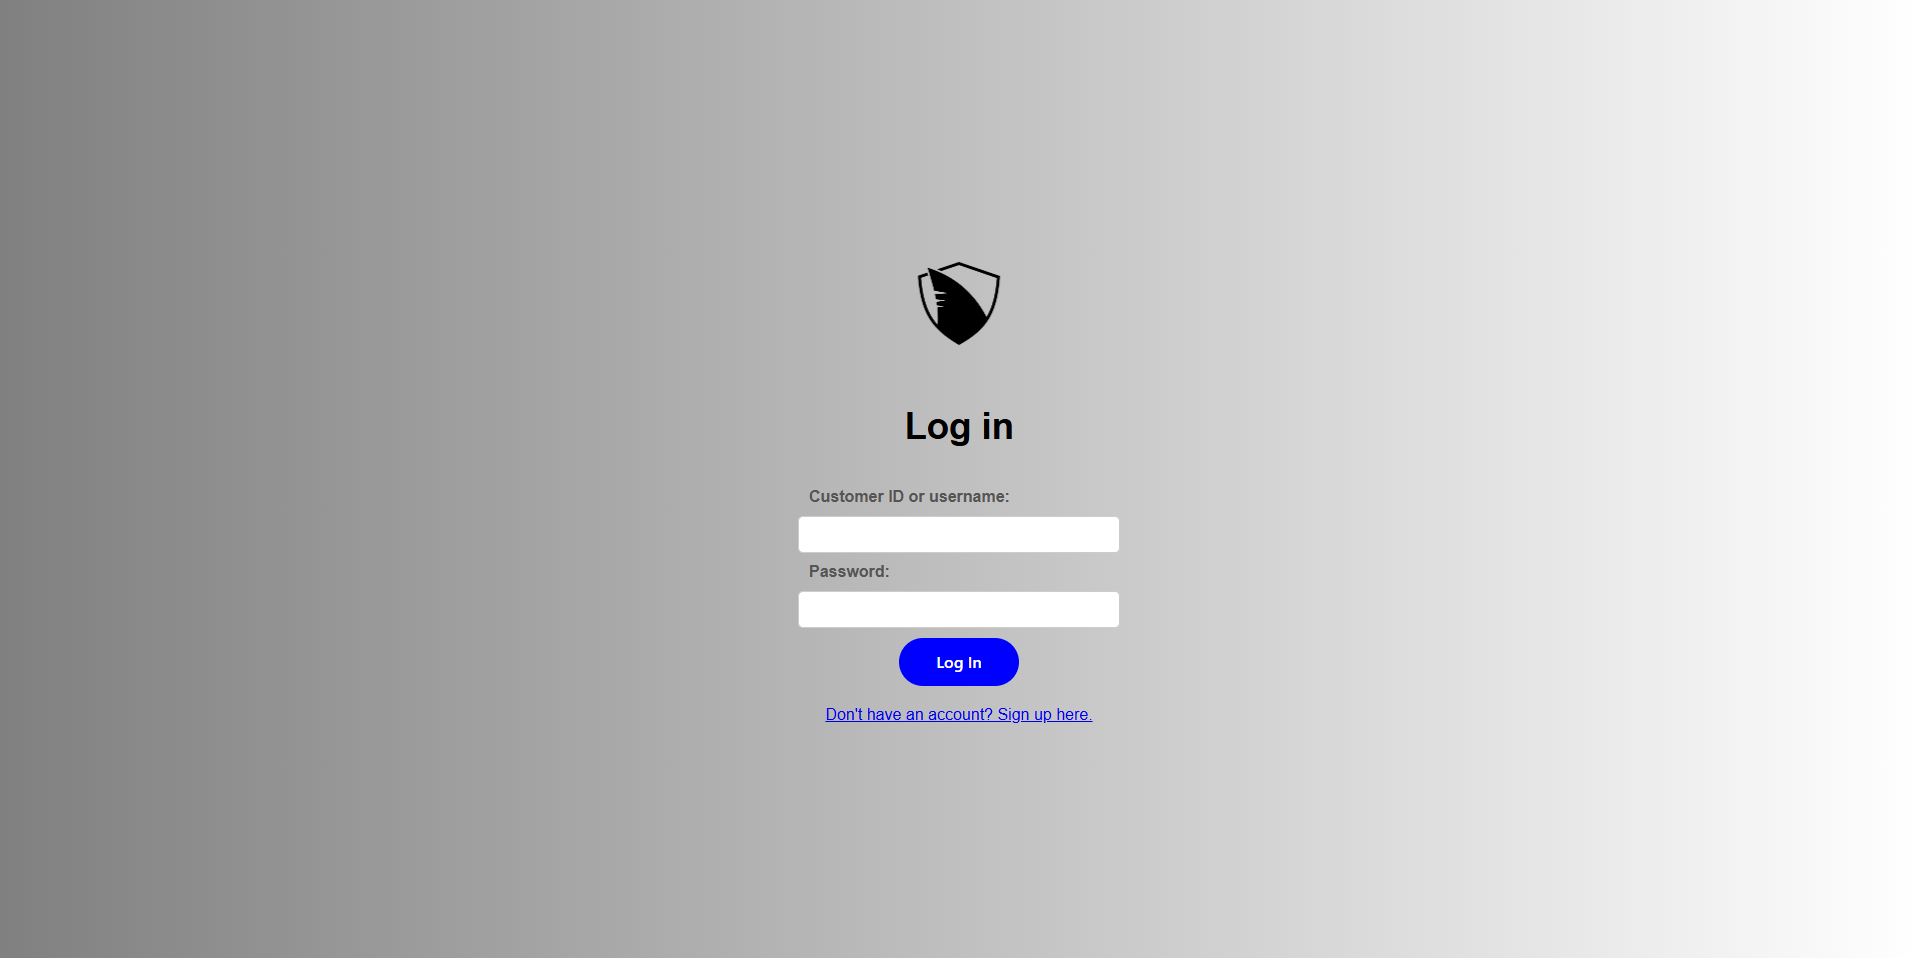 Log in
Customer ID or username:
Password:
Log In
Don't have an account? Sign up here.